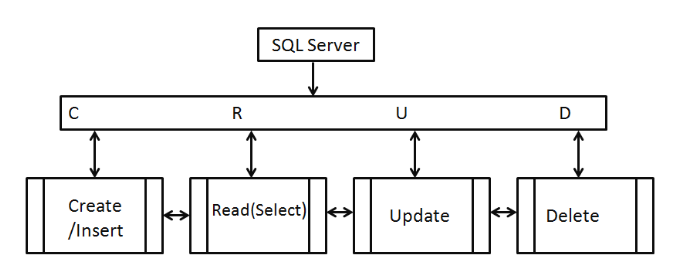 SQL Server
C R U D
Create
/Insert
Read(Select)
Update
Delete